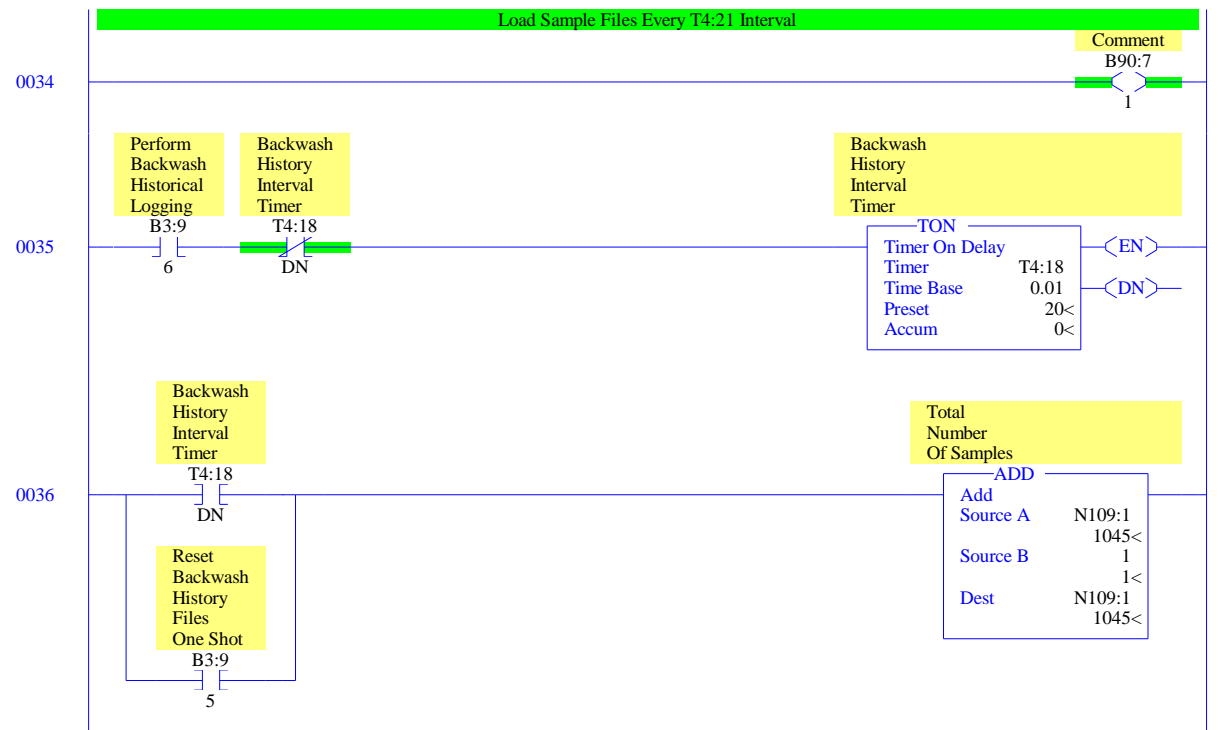 Load Sample Files Every T4:21 Interval
Comment
B90:7
0034
1
Perform
Backwash
Historical
Logging
B3:9
6
Backwash
History
Interval
Timer
T4:18
DN
Backwash
History
Interval
Timer
0035
TON
Timer On Delay
Timer T4:18
Time Base 0.01
Preset 20<
Accum 0<
EN
DN
Backwash
History
Interval
Timer
T4:18
DN
0036
Total
Number
Of Samples
ADD
Add
Source A N109:1
1045<
Source B 1
1<
Dest N109:1
1045<
Reset
Backwash
History
Files
One Shot
B3:9
5